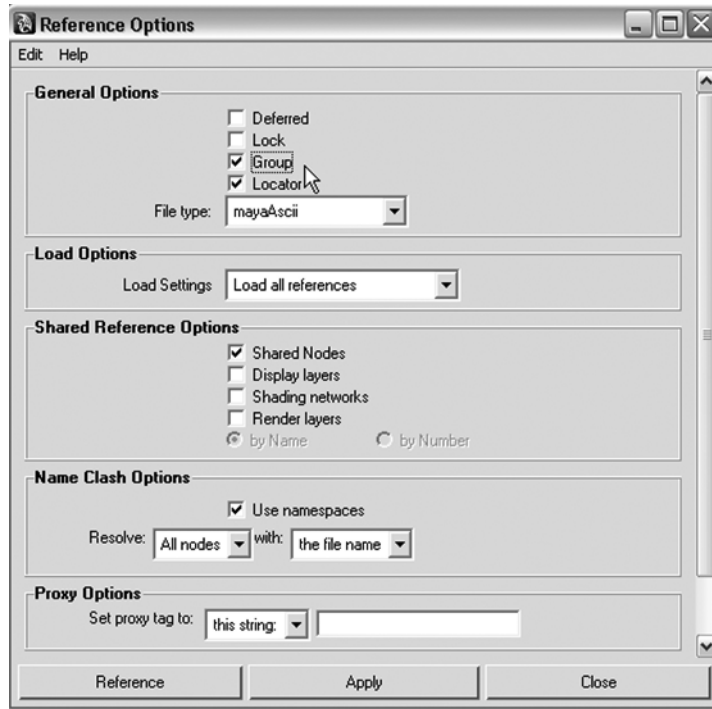 Reference Options
Edit Help
General Options
Deferred
Lock
Group
Locator
File type: mayaAscii
Load Options
Load Settings Load all references
Shared Reference Options
Shared Nodes
Display layers
Shading networks
Render layers
by Name by Number
Name Clash Options
Use namespaces
Resolve: All nodes with: the file name
Proxy Options
Set proxy tag to: this string:
Reference Apply Close